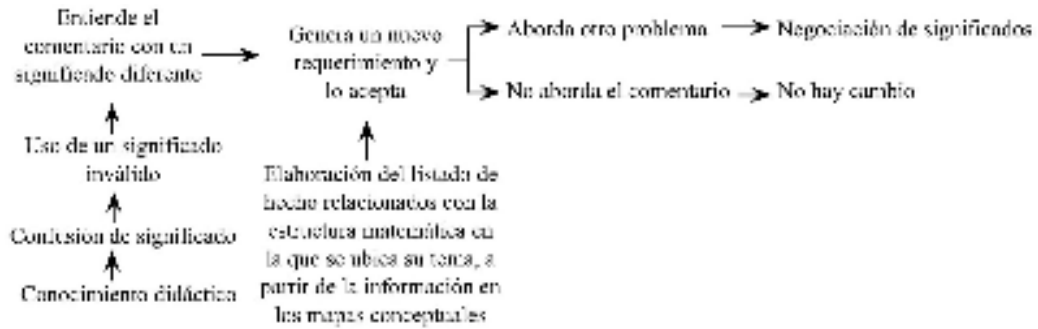 Entiende el
comentario con un
significado diferente
Genera un nuevo
requerimiento y
lo acepta
Aborda otro problema
Negociación de significados
No aborda el comentario
No hay cambio
Uso de un significado
inválido
Confusión de significado
Conocimiento didáctico
Elaboración del listado de
hecho relacionados con la
estructura matemática en
la que se ubica su tema, a
partir de la información en
los mapas conceptuales